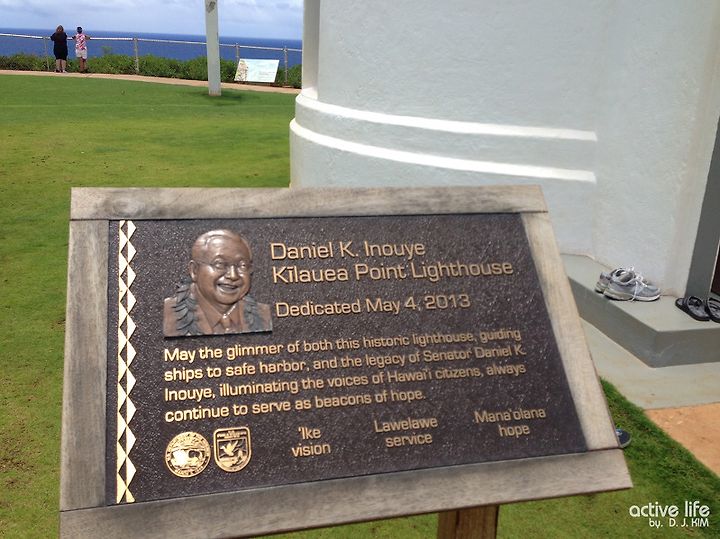 Daniel K. Inouye
Kīlauea Point Lighthouse
Dedicated May 4, 2013
May the glimmer of both this historic lighthouse, guiding
ships to safe harbor, and the legacy of Senator Daniel K.
Inouye, illuminating the voices of Hawai'i citizens, always
continue to serve as beacons of hope.
'Ike
vision
Lawelawe
service
Mana'olana
hope
active life
by. D. J. KIM